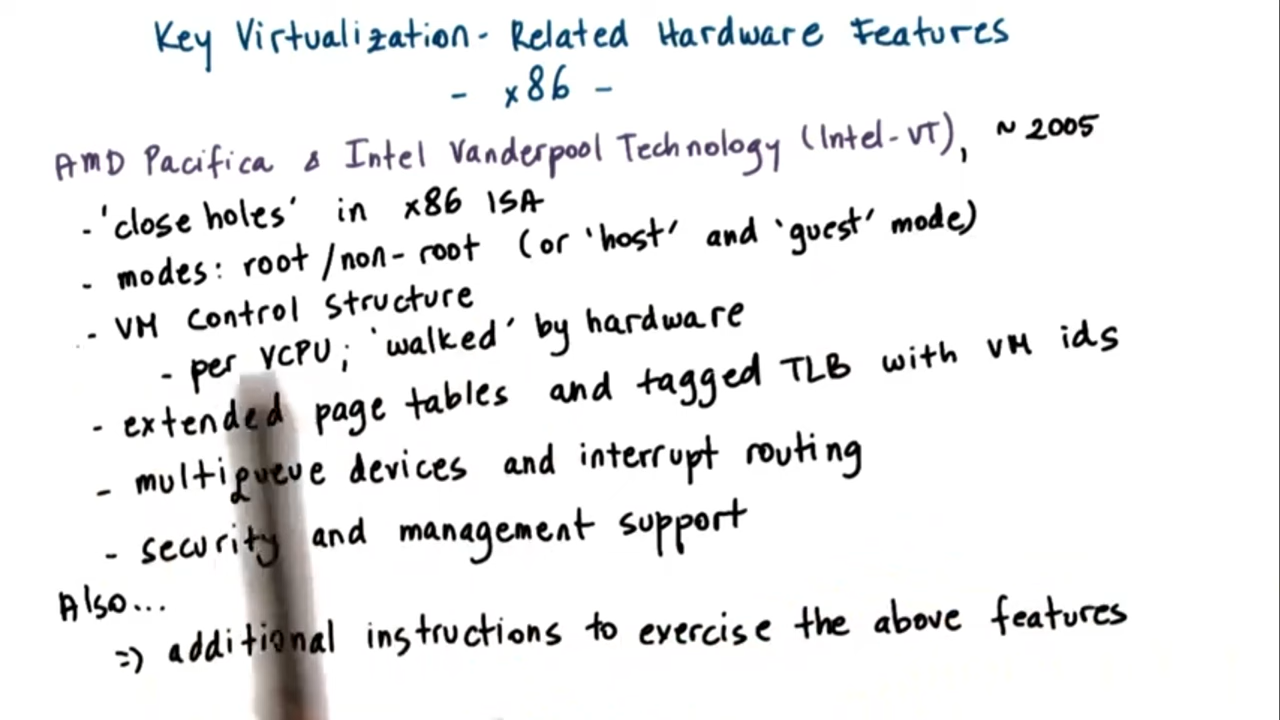 Key Virtualization-Related Hardware Features
- x86 -
AMD Pacifica & Intel Vanderpool Technology (Intel-VT), ~ 2005
- 'close holes' in x86 ISA
- modes: root/non-root (or 'host' and 'guest' mode)
- VM Control Structure
- per VCPU; 'walked' by hardware
- extended page tables and tagged TLB with VM ids
- multiqueue devices and interrupt routing
- security and management support
Also...
=> additional instructions to exercise the above features